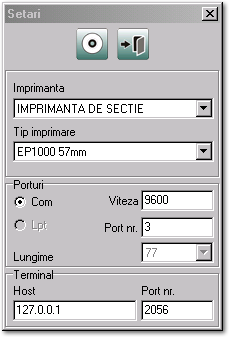 Setari
Imprimanta
IMPRIMANTA DE SECTIE
Tip imprimare
EP1000 57mm
Porturi
Com
Viteza 9600
Lpt
Port nr. 3
Lungime 77
Terminal
Host Port nr.
127.0.0.1 2056